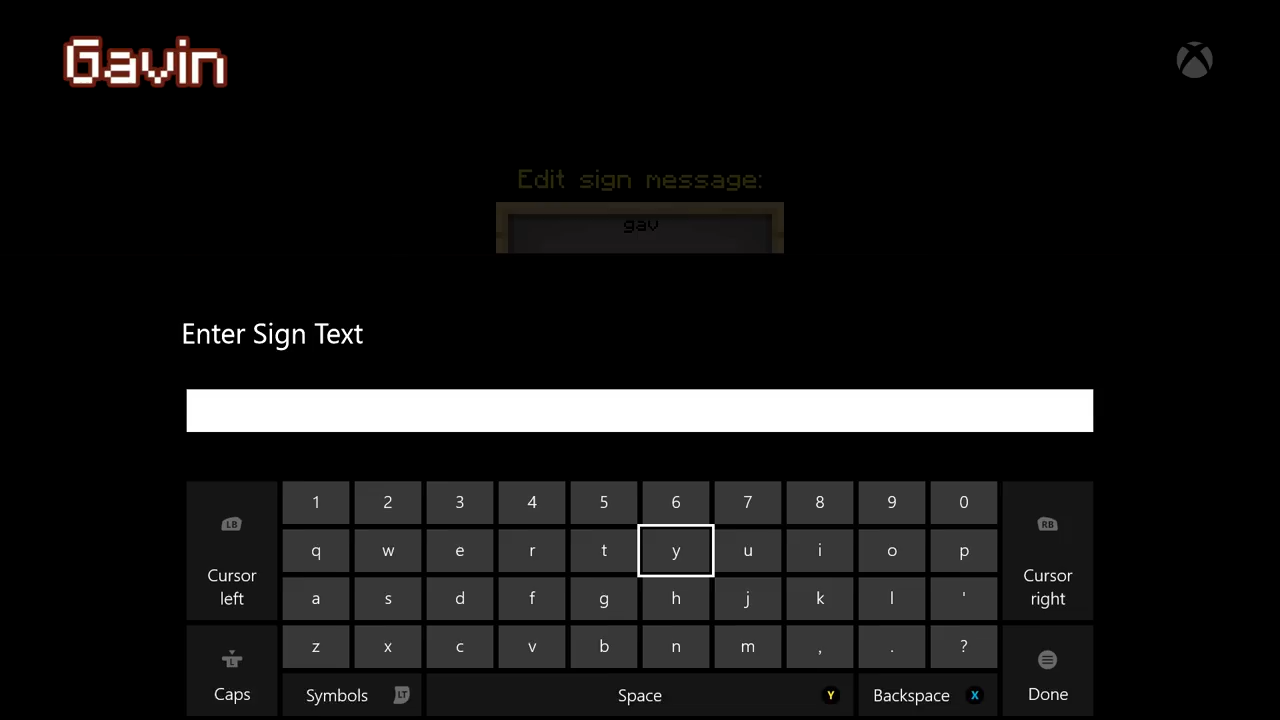 Gavin
Edit sign message:
gav
Enter Sign Text
1 2 3 4 5 6 7 8 9 0
LB RB
q w e r t y u i o p
Cursor left
Cursor right
a s d f g h j k l '
z x c v b n m , . ?
L
Caps
Symbols LT
Space Y
Backspace X
Done